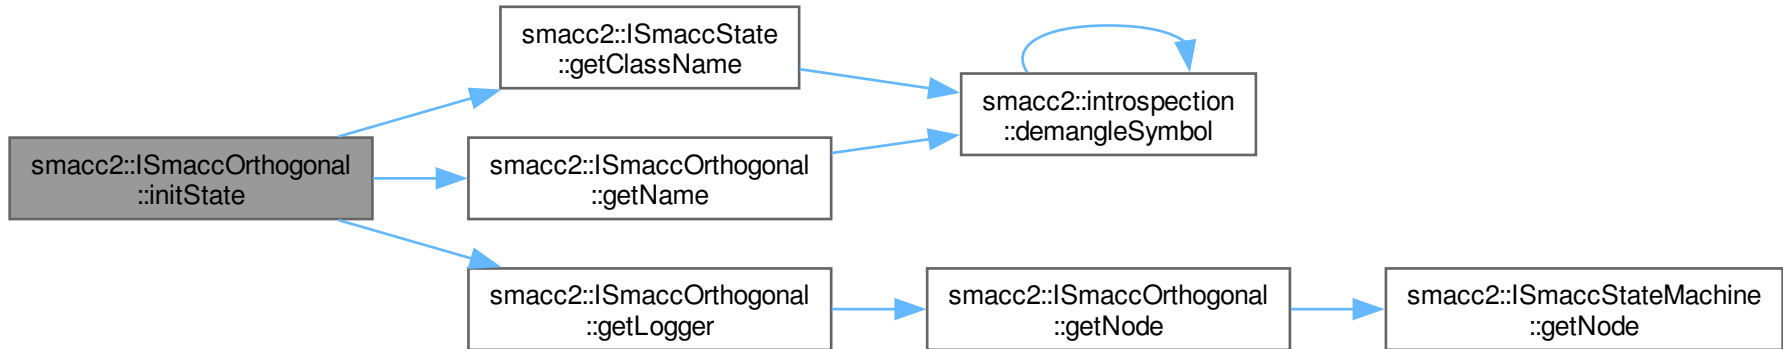 smacc2::ISmaccOrthogonal
::initState
smacc2::ISmaccState
::getClassName
smacc2::ISmaccOrthogonal
::getName
smacc2::ISmaccOrthogonal
::getLogger
smacc2::introspection
::demangleSymbol
smacc2::ISmaccOrthogonal
::getNode
smacc2::ISmaccStateMachine
::getNode